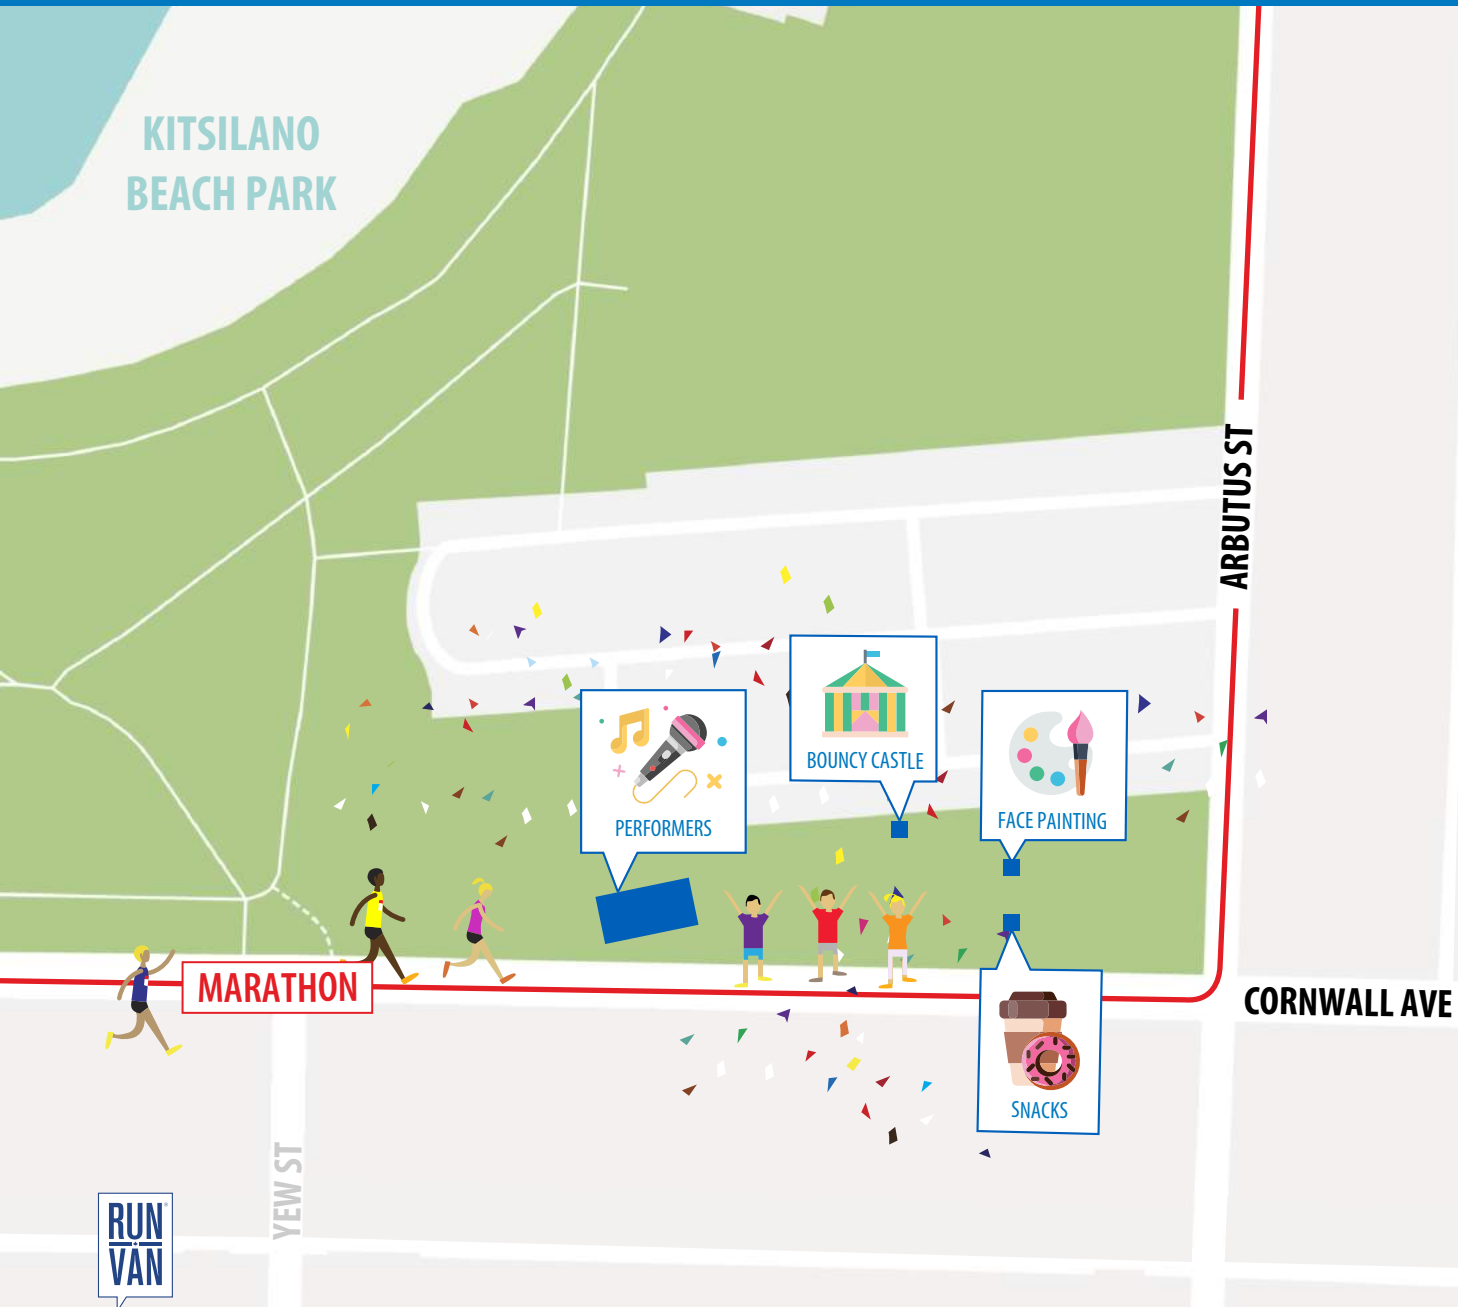 KITSILANO
BEACH PARK
ARBUTUS ST
BOUNCY CASTLE
PERFORMERS
FACE PAINTING
MARATHON
CORNWALL AVE
SNACKS
YEW ST
RUN
VAN